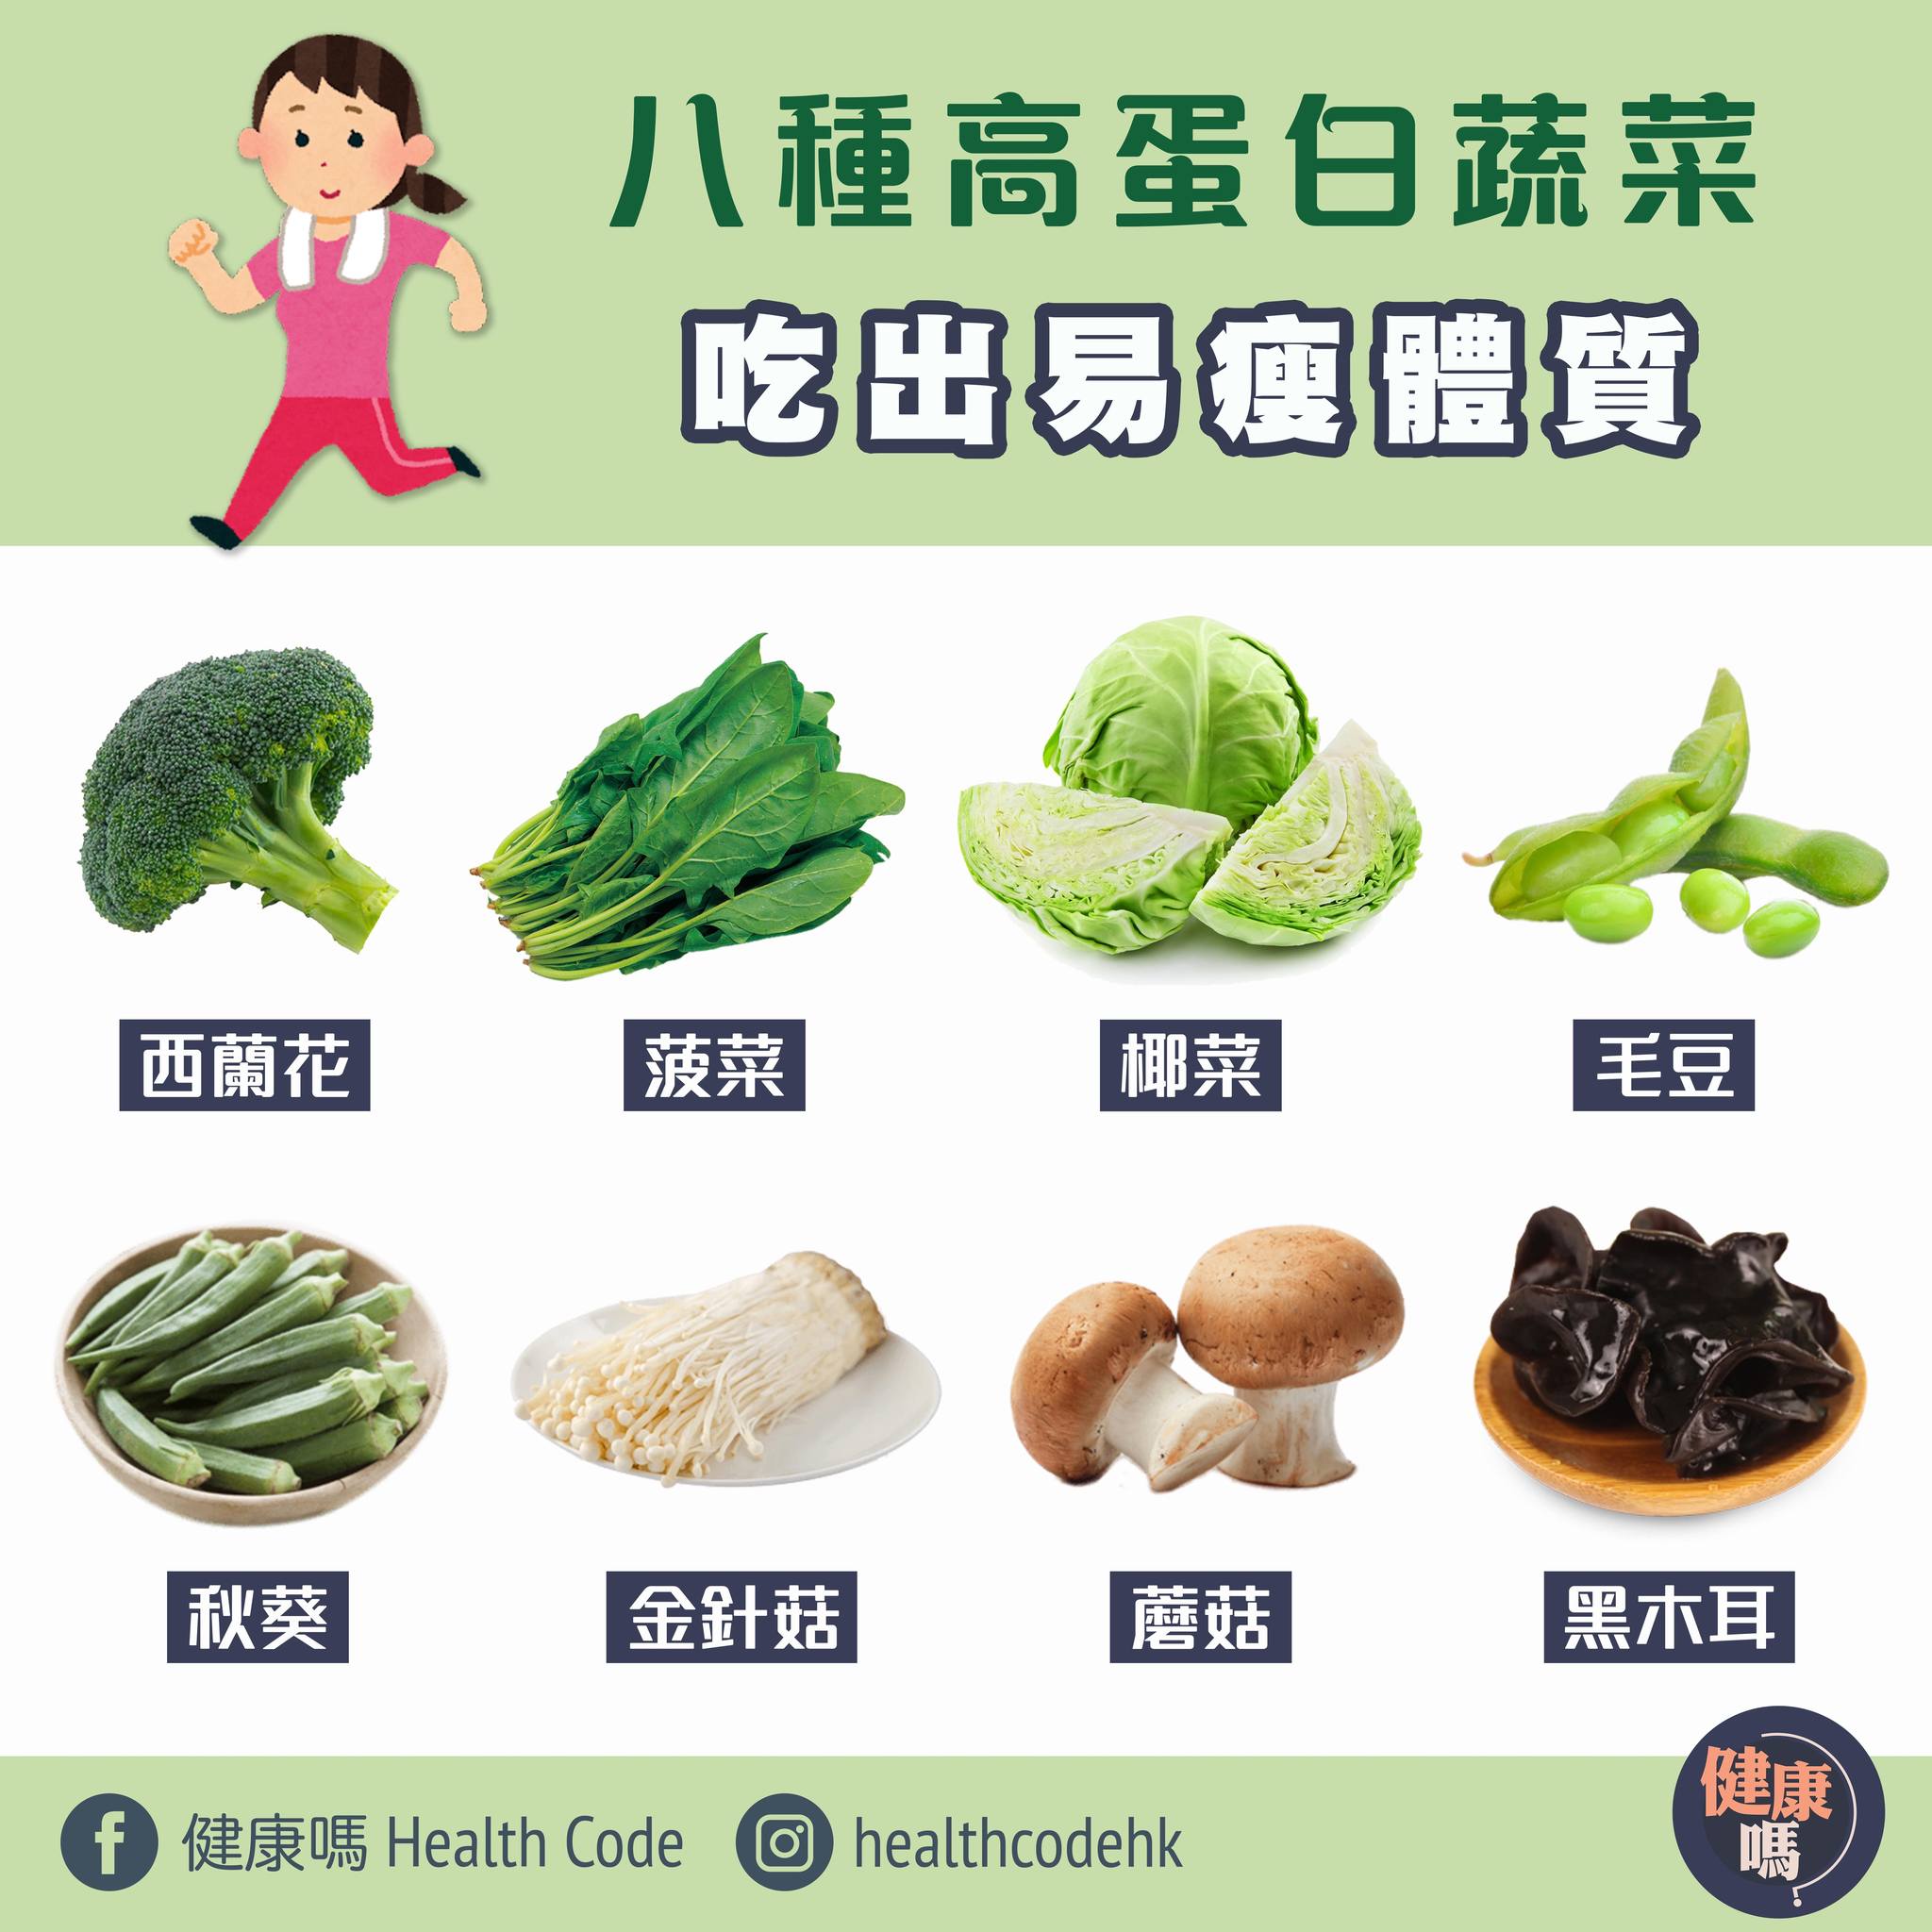 八種高蛋白蔬菜
吃出易瘦體質
西蘭花
菠菜
椰菜
毛豆
秋葵
金針菇
蘑菇
黑木耳
健康嗎 Health Code
healthcodehk
健康
嗎?